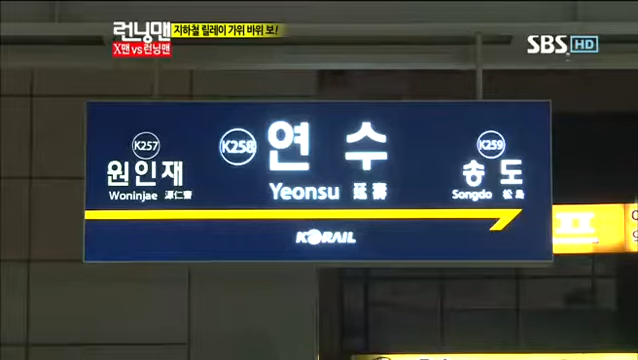 런닝맨
X맨 vs 런닝맨
지하철 릴레이 가위 바위 보!
SBS HD
K257
원인재
Woninjae 源仁齋
K258
연수
Yeonsu 延壽
K259
송도
Songdo 松島
KORAIL